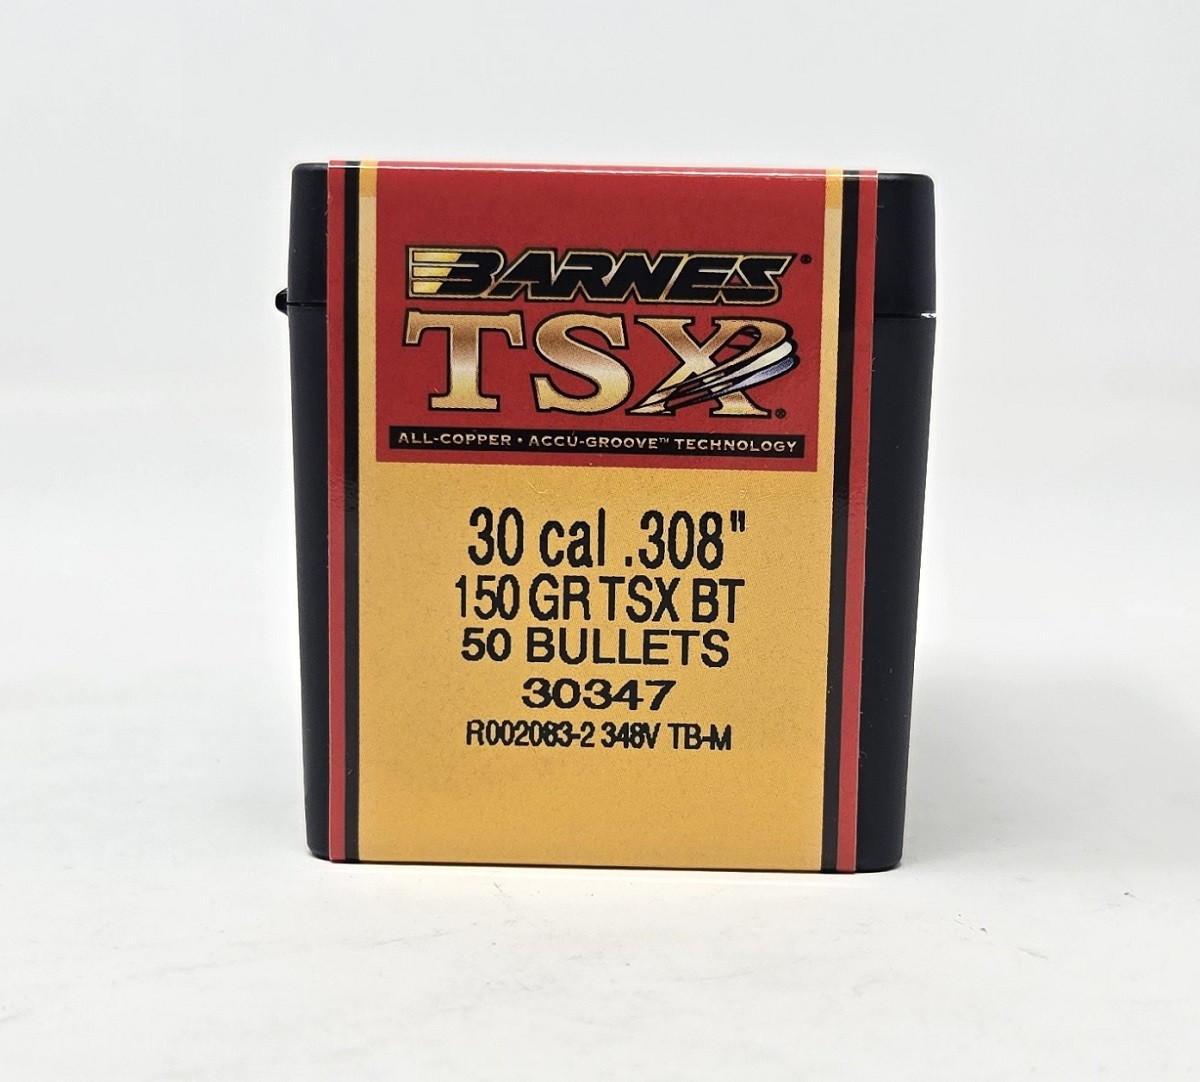 BARNES®
TSX®
ALL-COPPER • ACCU-GROOVE™ TECHNOLOGY
30 cal .308"
150 GR TSX BT
50 BULLETS
30347
R002083-2 348V TB-M